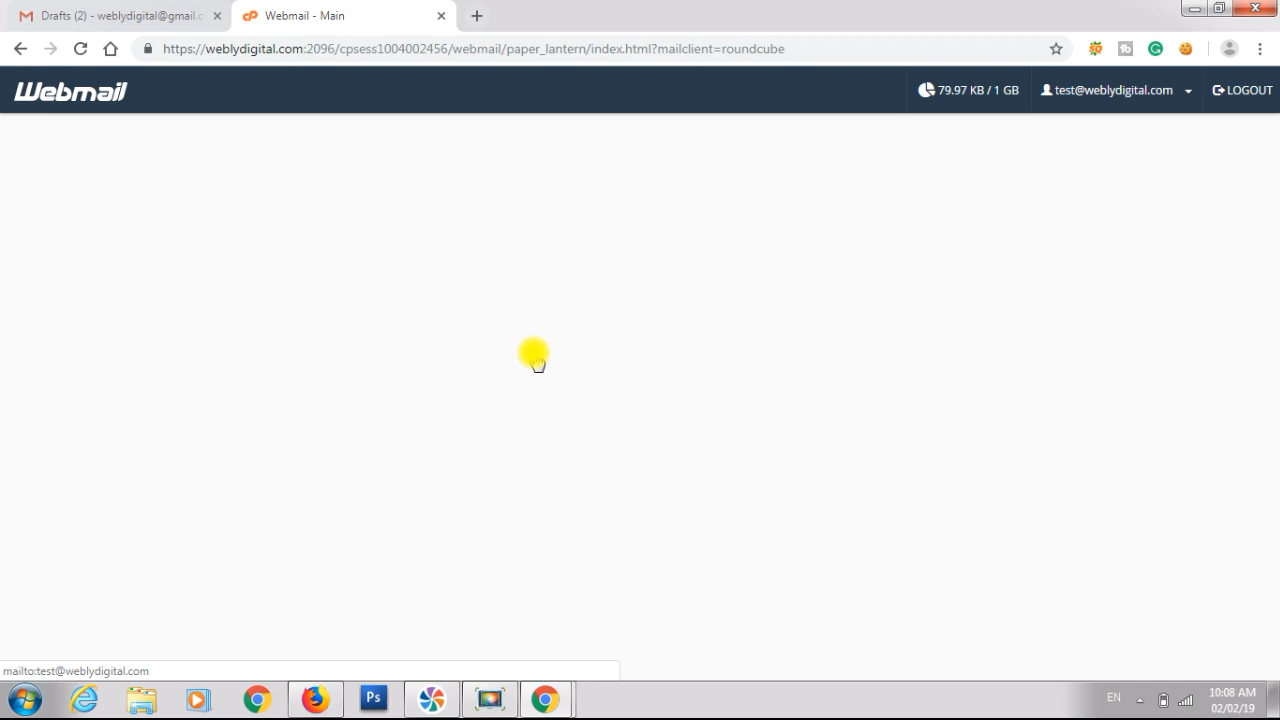 Drafts (2) - weblydigital@gmail.c
Webmail - Main
https://weblydigital.com:2096/cpsess1004002456/webmail/paper_lantern/index.html?mailclient=roundcube
Webmail
79.97 KB / 1 GB
test@weblydigital.com
LOGOUT
mailto:test@weblydigital.com
Ps
EN
10:08 AM
02/02/19